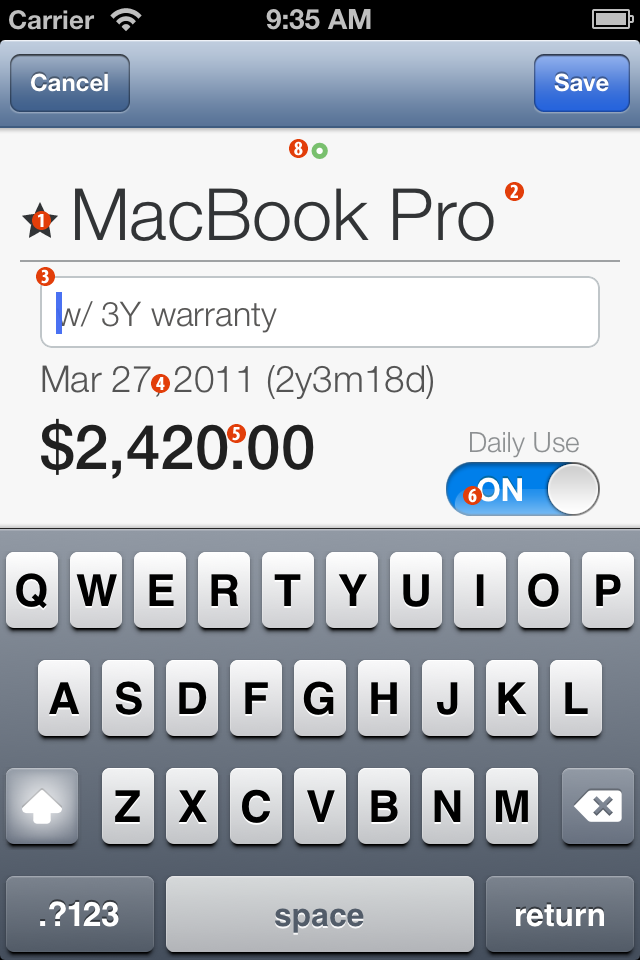 Carrier 9:35 AM
Cancel Save
8
1 MacBook Pro 2
3
w/ 3Y warranty
Mar 27, 2011 (2y3m18d)
4
$2,420.00
5
Daily Use
6 ON
Q W E R T Y U I O P
A S D F G H J K L
Z X C V B N M
.?123 space return